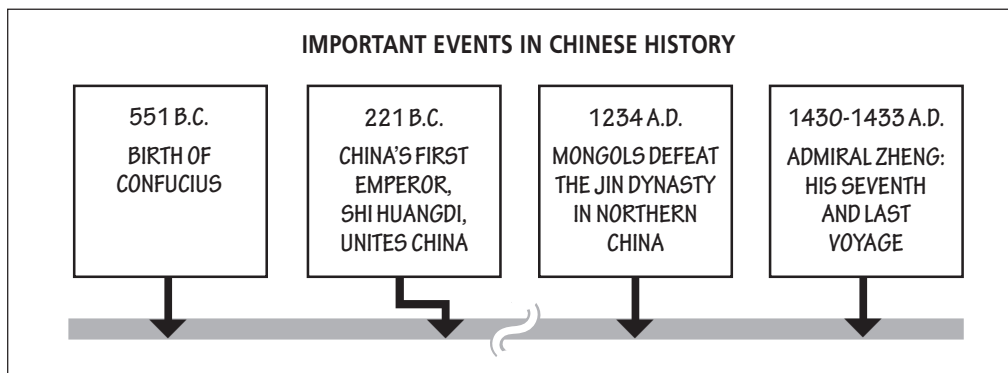 IMPORTANT EVENTS IN CHINESE HISTORY
551 B.C.
BIRTH OF
CONFUCIUS
221 B.C.
CHINA'S FIRST
EMPEROR,
SHI HUANGDI,
UNITES CHINA
1234 A.D.
MONGOLS DEFEAT
THE JIN DYNASTY
IN NORTHERN
CHINA
1430-1433 A.D.
ADMIRAL ZHENG:
HIS SEVENTH
AND LAST
VOYAGE